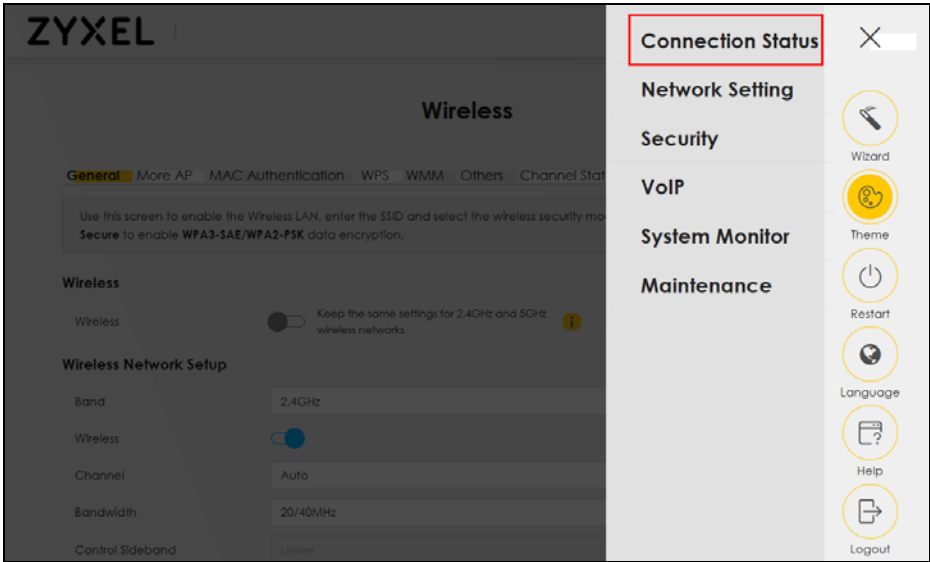 ZYXEL
Wireless
General More AP MAC Authentication WPS WMM Others Channel Stat
Use this screen to enable the Wireless LAN, enter the SSID and select the wireless security mo
Secure to enable WPA3-SAE/WPA2-PSK data encryption.
Wireless
Wireless
Keep the same settings for 2.4GHz and 5GHz
wireless networks
i
Wireless Network Setup
Band
2.4GHz
Wireless
Channel
Auto
Bandwidth
20/40MHz
Control Sideband
Lower
Connection Status
Network Setting
Security
VoIP
System Monitor
Maintenance
Wizard
Theme
Restart
Language
Help
Logout